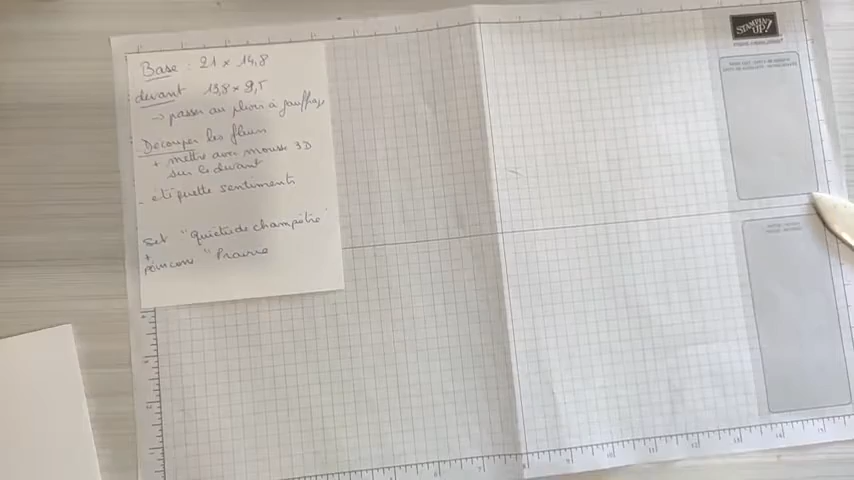 Base : 21 x 14,8
devant 13,8 x 9,5
-> passer au plioir à gaufrage
Découper les fleurs
+ mettre avec mousse 3D
sur le devant
- étiquette sentiments
set "Quiétude champêtre"
+
poinçons "Prairie
STAMPIN' UP!